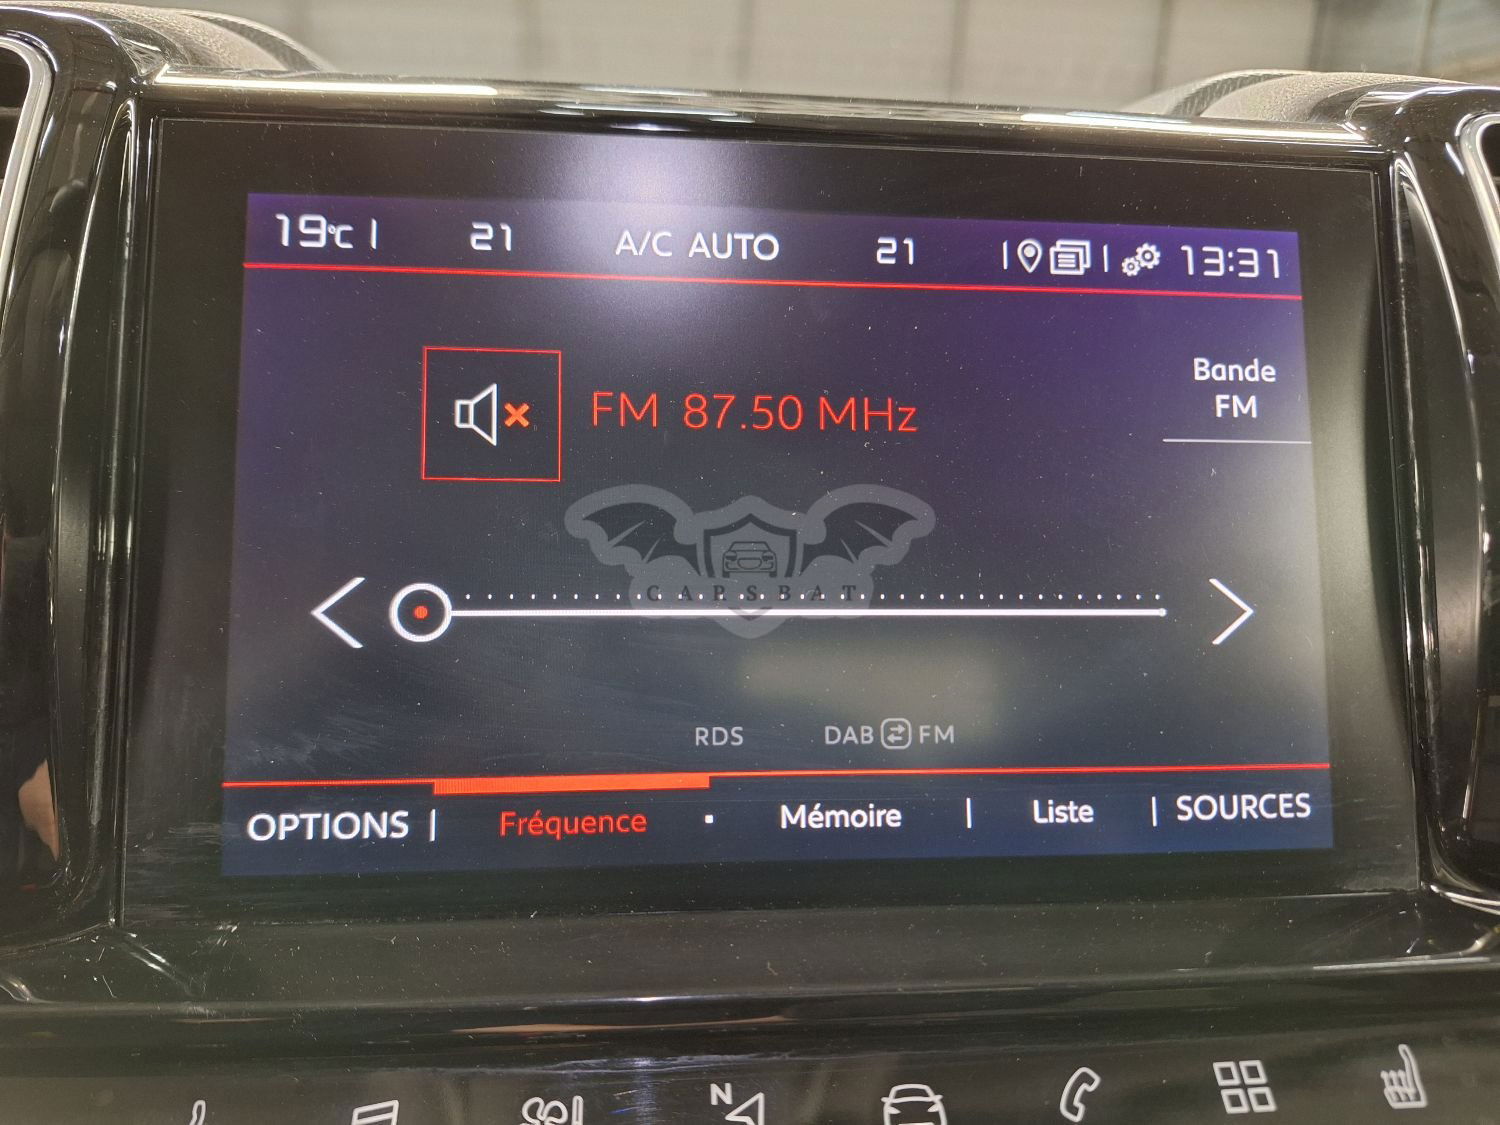 19°C | 21 A/C AUTO 21 | | 13:31
Bande
FM
FM 87.50 MHz
CARSBAT
RDS DAB FM
OPTIONS | Fréquence · Mémoire | Liste | SOURCES
N